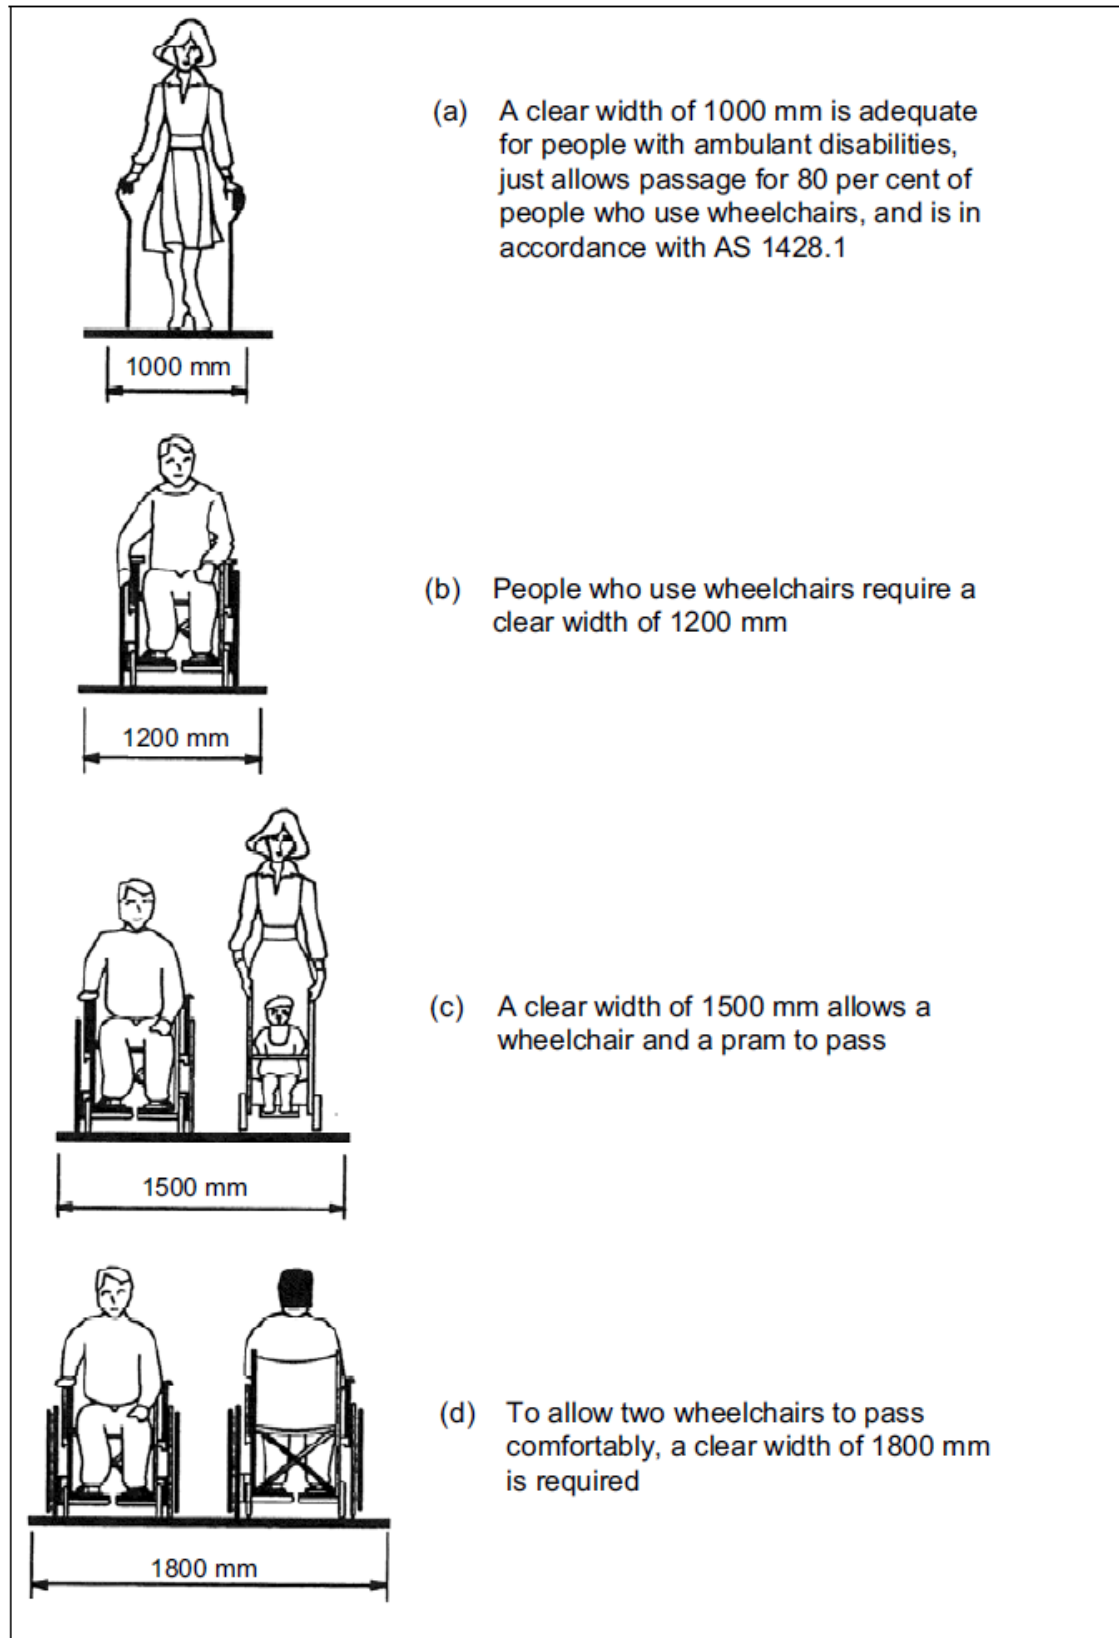 (a) A clear width of 1000 mm is adequate
for people with ambulant disabilities,
just allows passage for 80 per cent of
people who use wheelchairs, and is in
accordance with AS 1428.1
1000 mm
(b) People who use wheelchairs require a
clear width of 1200 mm
1200 mm
(c) A clear width of 1500 mm allows a
wheelchair and a pram to pass
1500 mm
(d) To allow two wheelchairs to pass
comfortably, a clear width of 1800 mm
is required
1800 mm